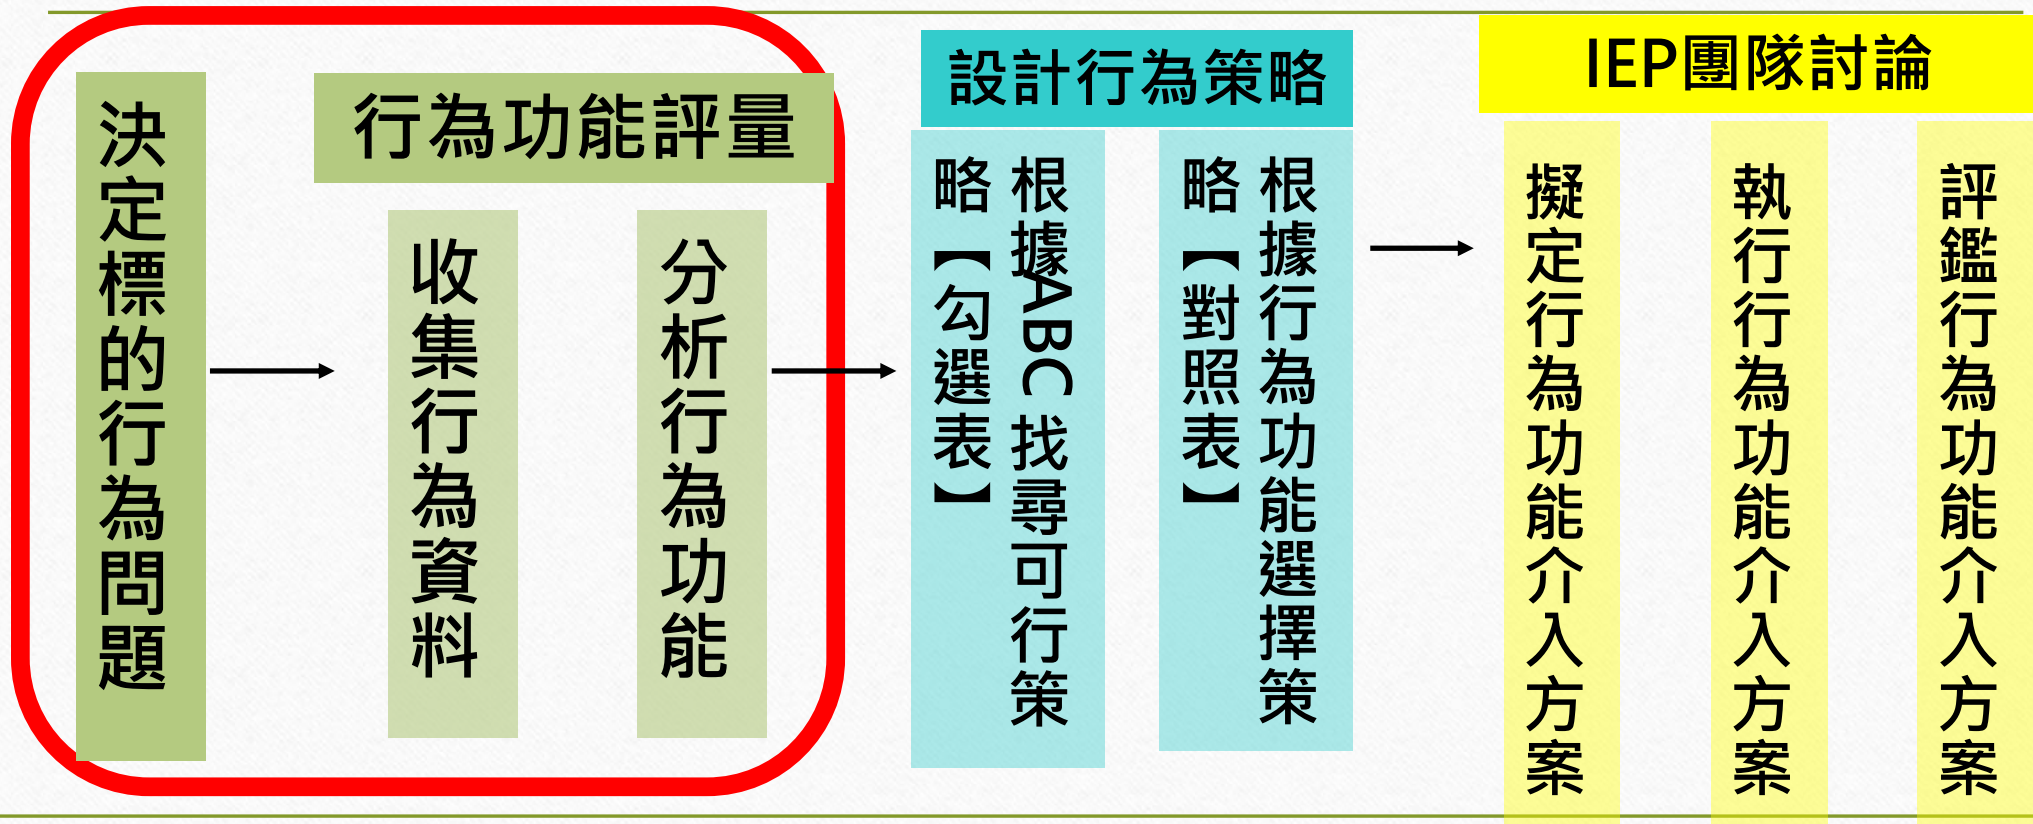 決定標的行為問題
行為功能評量
收集行為資料
分析行為功能
設計行為策略
根據ABC 找尋可行策
略【勾選表】
根據行為功能選擇策
略【對照表】
IEP團隊討論
擬定行為功能介入方案
執行行為功能介入方案
評鑑行為功能介入方案